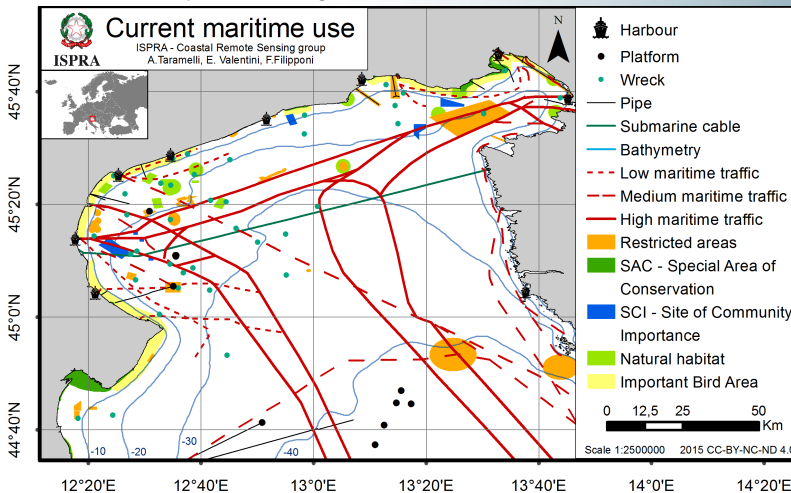 Current maritime use
ISPRA - Coastal Remote Sensing group
A.Taramelli, E. Valentini, F.Filipponi
ISPRA
N
Harbour
Platform
Wreck
Pipe
Submarine cable
Bathymetry
Low maritime traffic
Medium maritime traffic
High maritime traffic
Restricted areas
SAC - Special Area of
Conservation
SCI - Site of Community
Importance
Natural habitat
Important Bird Area
0 12,5 25 50
Km
Scale 1:2500000 2015 CC-BY-NC-ND 4.0
45°40'N
45°20'N
45°0'N
44°40'N
-10 -20 -30 -40
12°20'E 12°40'E 13°0'E 13°20'E 13°40'E 14°0'E 14°20'E